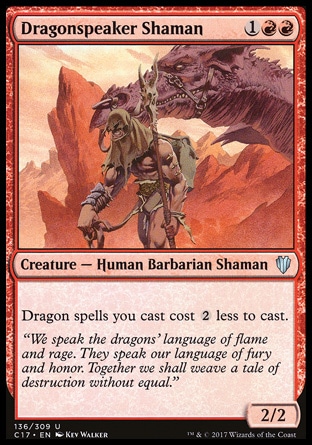 Dragonspeaker Shaman 1
Creature — Human Barbarian Shaman
Dragon spells you cast cost 2 less to cast.
“We speak the dragons’ language of flame
and rage. They speak our language of fury
and honor. Together we shall weave a tale of
destruction without equal.”
2/2
136/309 U
C17 • EN Kev Walker
™ & © 2017 Wizards of the Coast